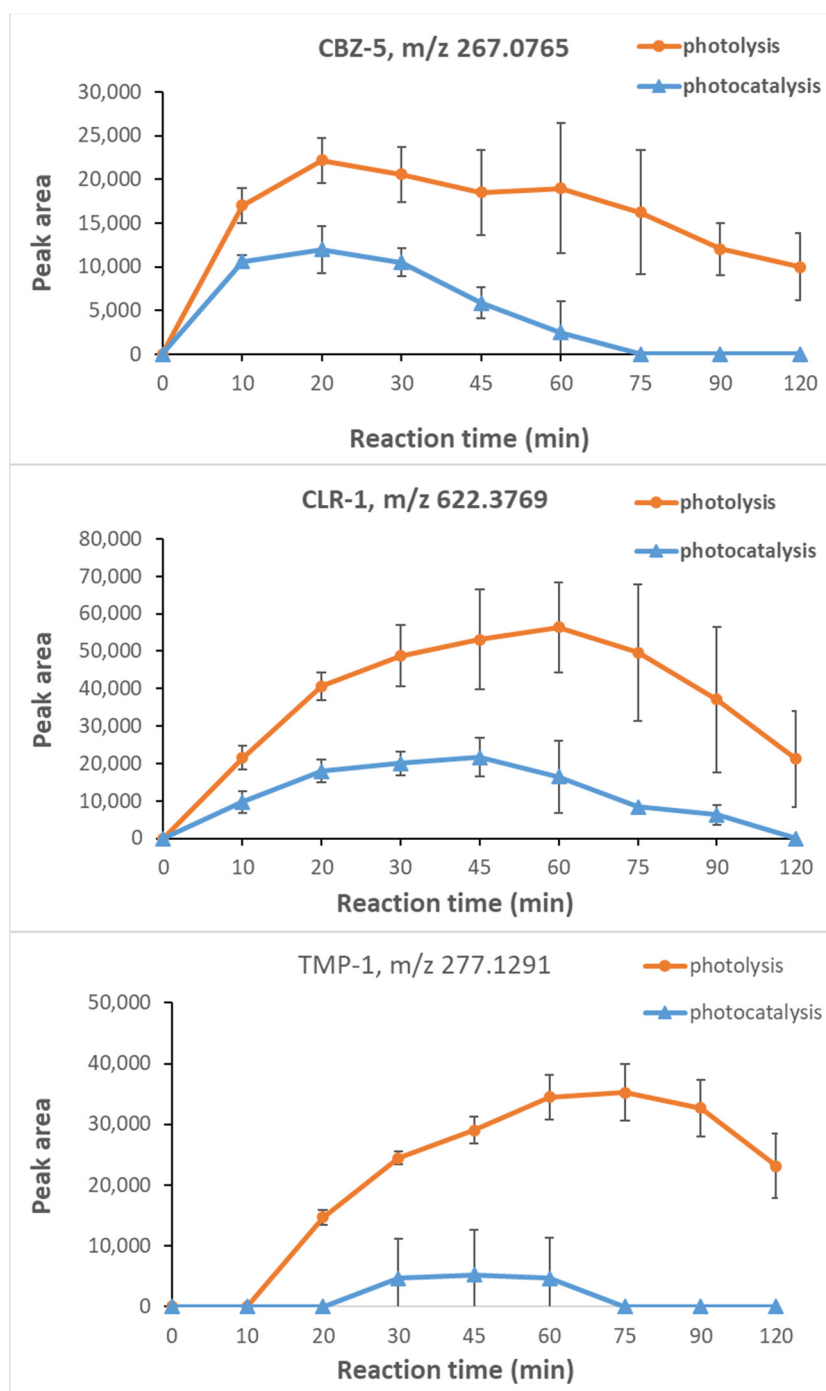 CBZ-5, m/z 267.0765
photolysis
photocatalysis
30,000
25,000
20,000
15,000
10,000
5,000
0
Peak area
0 10 20 30 45 60 75 90 120
Reaction time (min)
CLR-1, m/z 622.3769
photolysis
photocatalysis
80,000
70,000
60,000
50,000
40,000
30,000
20,000
10,000
0
Peak area
0 10 20 30 45 60 75 90 120
Reaction time (min)
TMP-1, m/z 277.1291
photolysis
photocatalysis
50,000
40,000
30,000
20,000
10,000
0
Peak area
0 10 20 30 45 60 75 90 120
Reaction time (min)